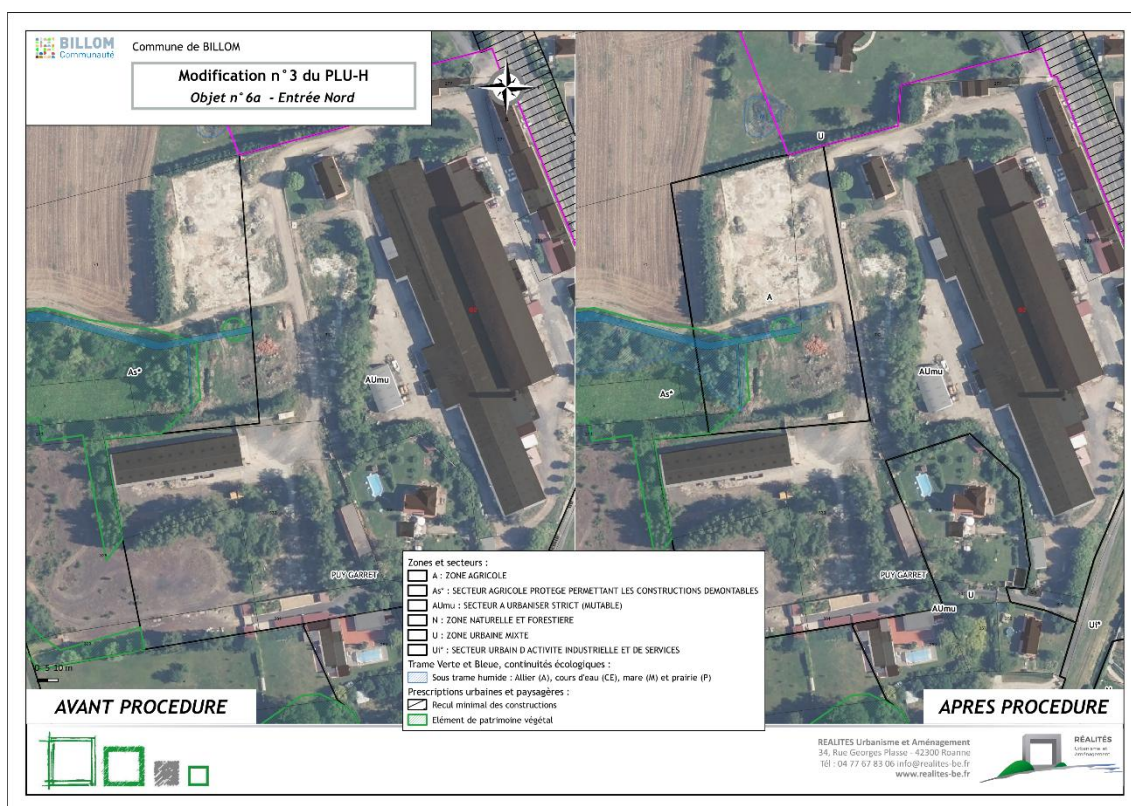 BILLOM
Communauté
Commune de BILLOM
Modification n°3 du PLU-H
Objet n°6a - Entrée Nord
U
A
As*
As*
AUmu
AUmu
PUY GARRET
PUY GARRET
U
AUmu
Ui*
0 5 10 m
Zones et secteurs :
A : ZONE AGRICOLE
As* : SECTEUR AGRICOLE PROTEGE PERMETTANT LES CONSTRUCTIONS DEMONTABLES
AUmu : SECTEUR A URBANISER STRICT (MUTABLE)
N : ZONE NATURELLE ET FORESTIERE
U : ZONE URBAINE MIXTE
Ui* : SECTEUR URBAIN D ACTIVITE INDUSTRIELLE ET DE SERVICES
Trame Verte et Bleue, continuités écologiques :
Sous trame humide : Allier (A), cours d'eau (CE), mare (M) et prairie (P)
Prescriptions urbaines et paysagères :
Recul minimal des constructions
Elément de patrimoine végétal
AVANT PROCEDURE
APRES PROCEDURE
REALITES Urbanisme et Aménagement
34, Rue Georges Plasse - 42300 Roanne
Tél : 04 77 67 83 06 info@realites-be.fr
www.realites-be.fr
RÉALITÉS
Urbanisme et
Aménagement